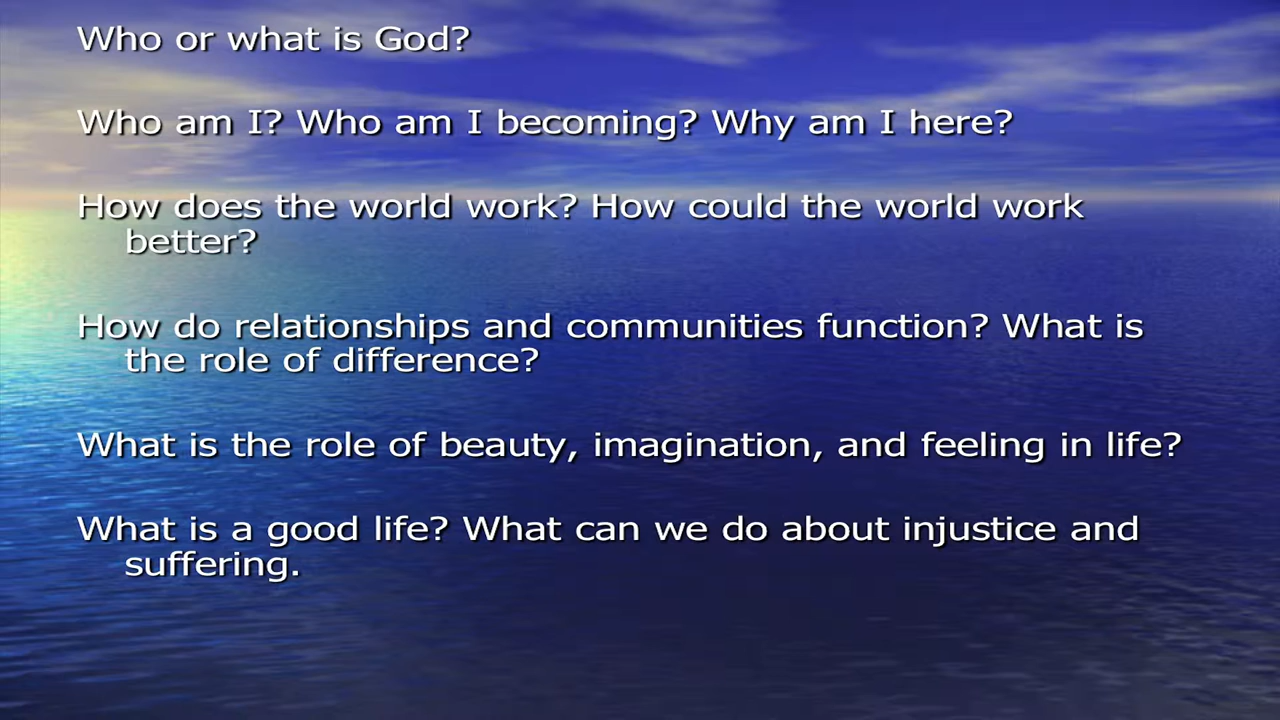 Who or what is God?
Who am I? Who am I becoming? Why am I here?
How does the world work? How could the world work
better?
How do relationships and communities function? What is
the role of difference?
What is the role of beauty, imagination, and feeling in life?
What is a good life? What can we do about injustice and
suffering.